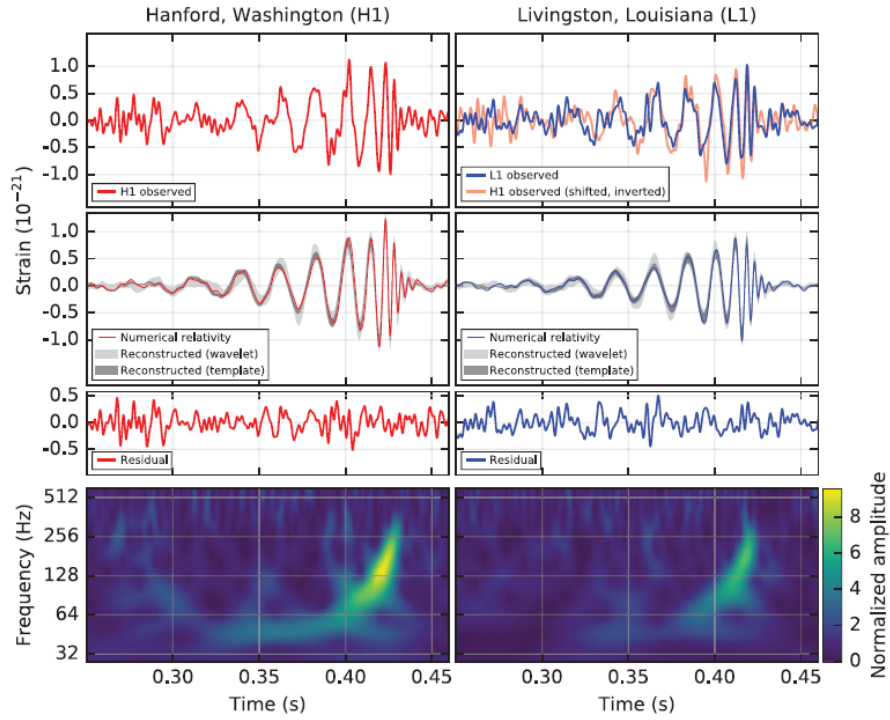 Hanford, Washington (H1)
Livingston, Louisiana (L1)
Strain (10⁻²¹)
1.0
0.5
0.0
-0.5
-1.0
H1 observed
L1 observed
H1 observed (shifted, inverted)
1.0
0.5
0.0
-0.5
-1.0
Numerical relativity
Reconstructed (wavelet)
Reconstructed (template)
Numerical relativity
Reconstructed (wavelet)
Reconstructed (template)
0.5
0.0
-0.5
Residual
Residual
Frequency (Hz)
512
256
128
64
32
Normalized amplitude
8
6
4
2
0
0.30
0.35
0.40
0.45
0.30
0.35
0.40
0.45
Time (s)
Time (s)